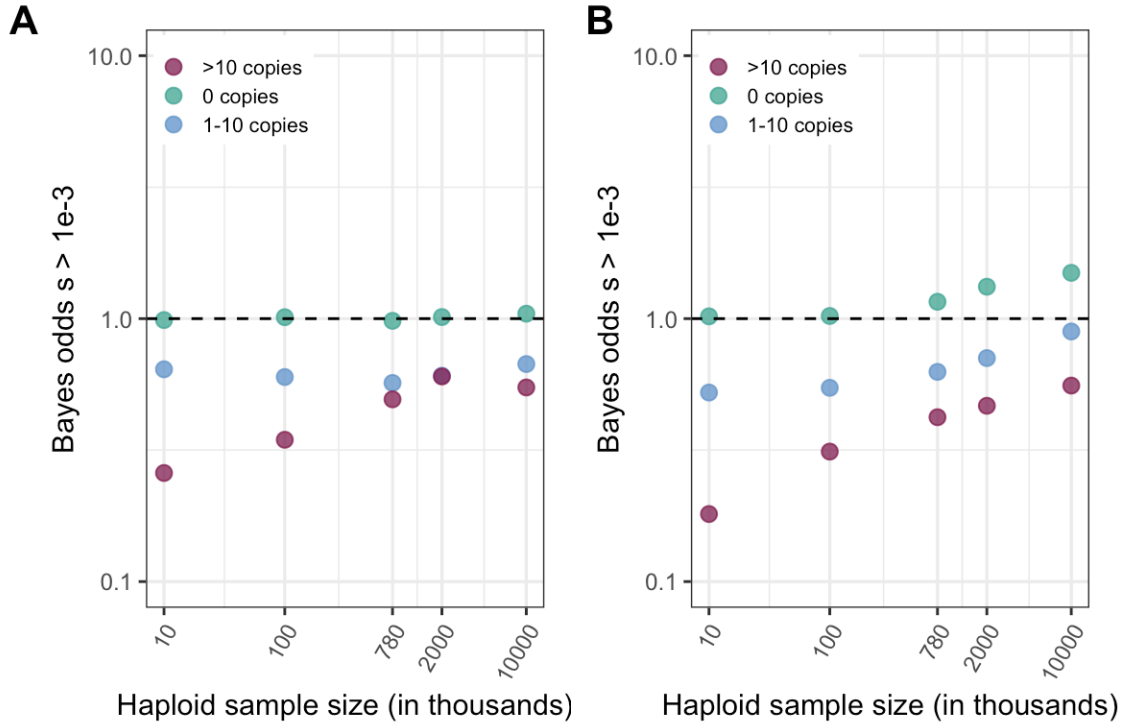 A
Bayes odds s > 1e-3
10.0
1.0
0.1
>10 copies
0 copies
1-10 copies
10
100
780
2000
10000
Haploid sample size (in thousands)
B
Bayes odds s > 1e-3
10.0
1.0
0.1
>10 copies
0 copies
1-10 copies
10
100
780
2000
10000
Haploid sample size (in thousands)